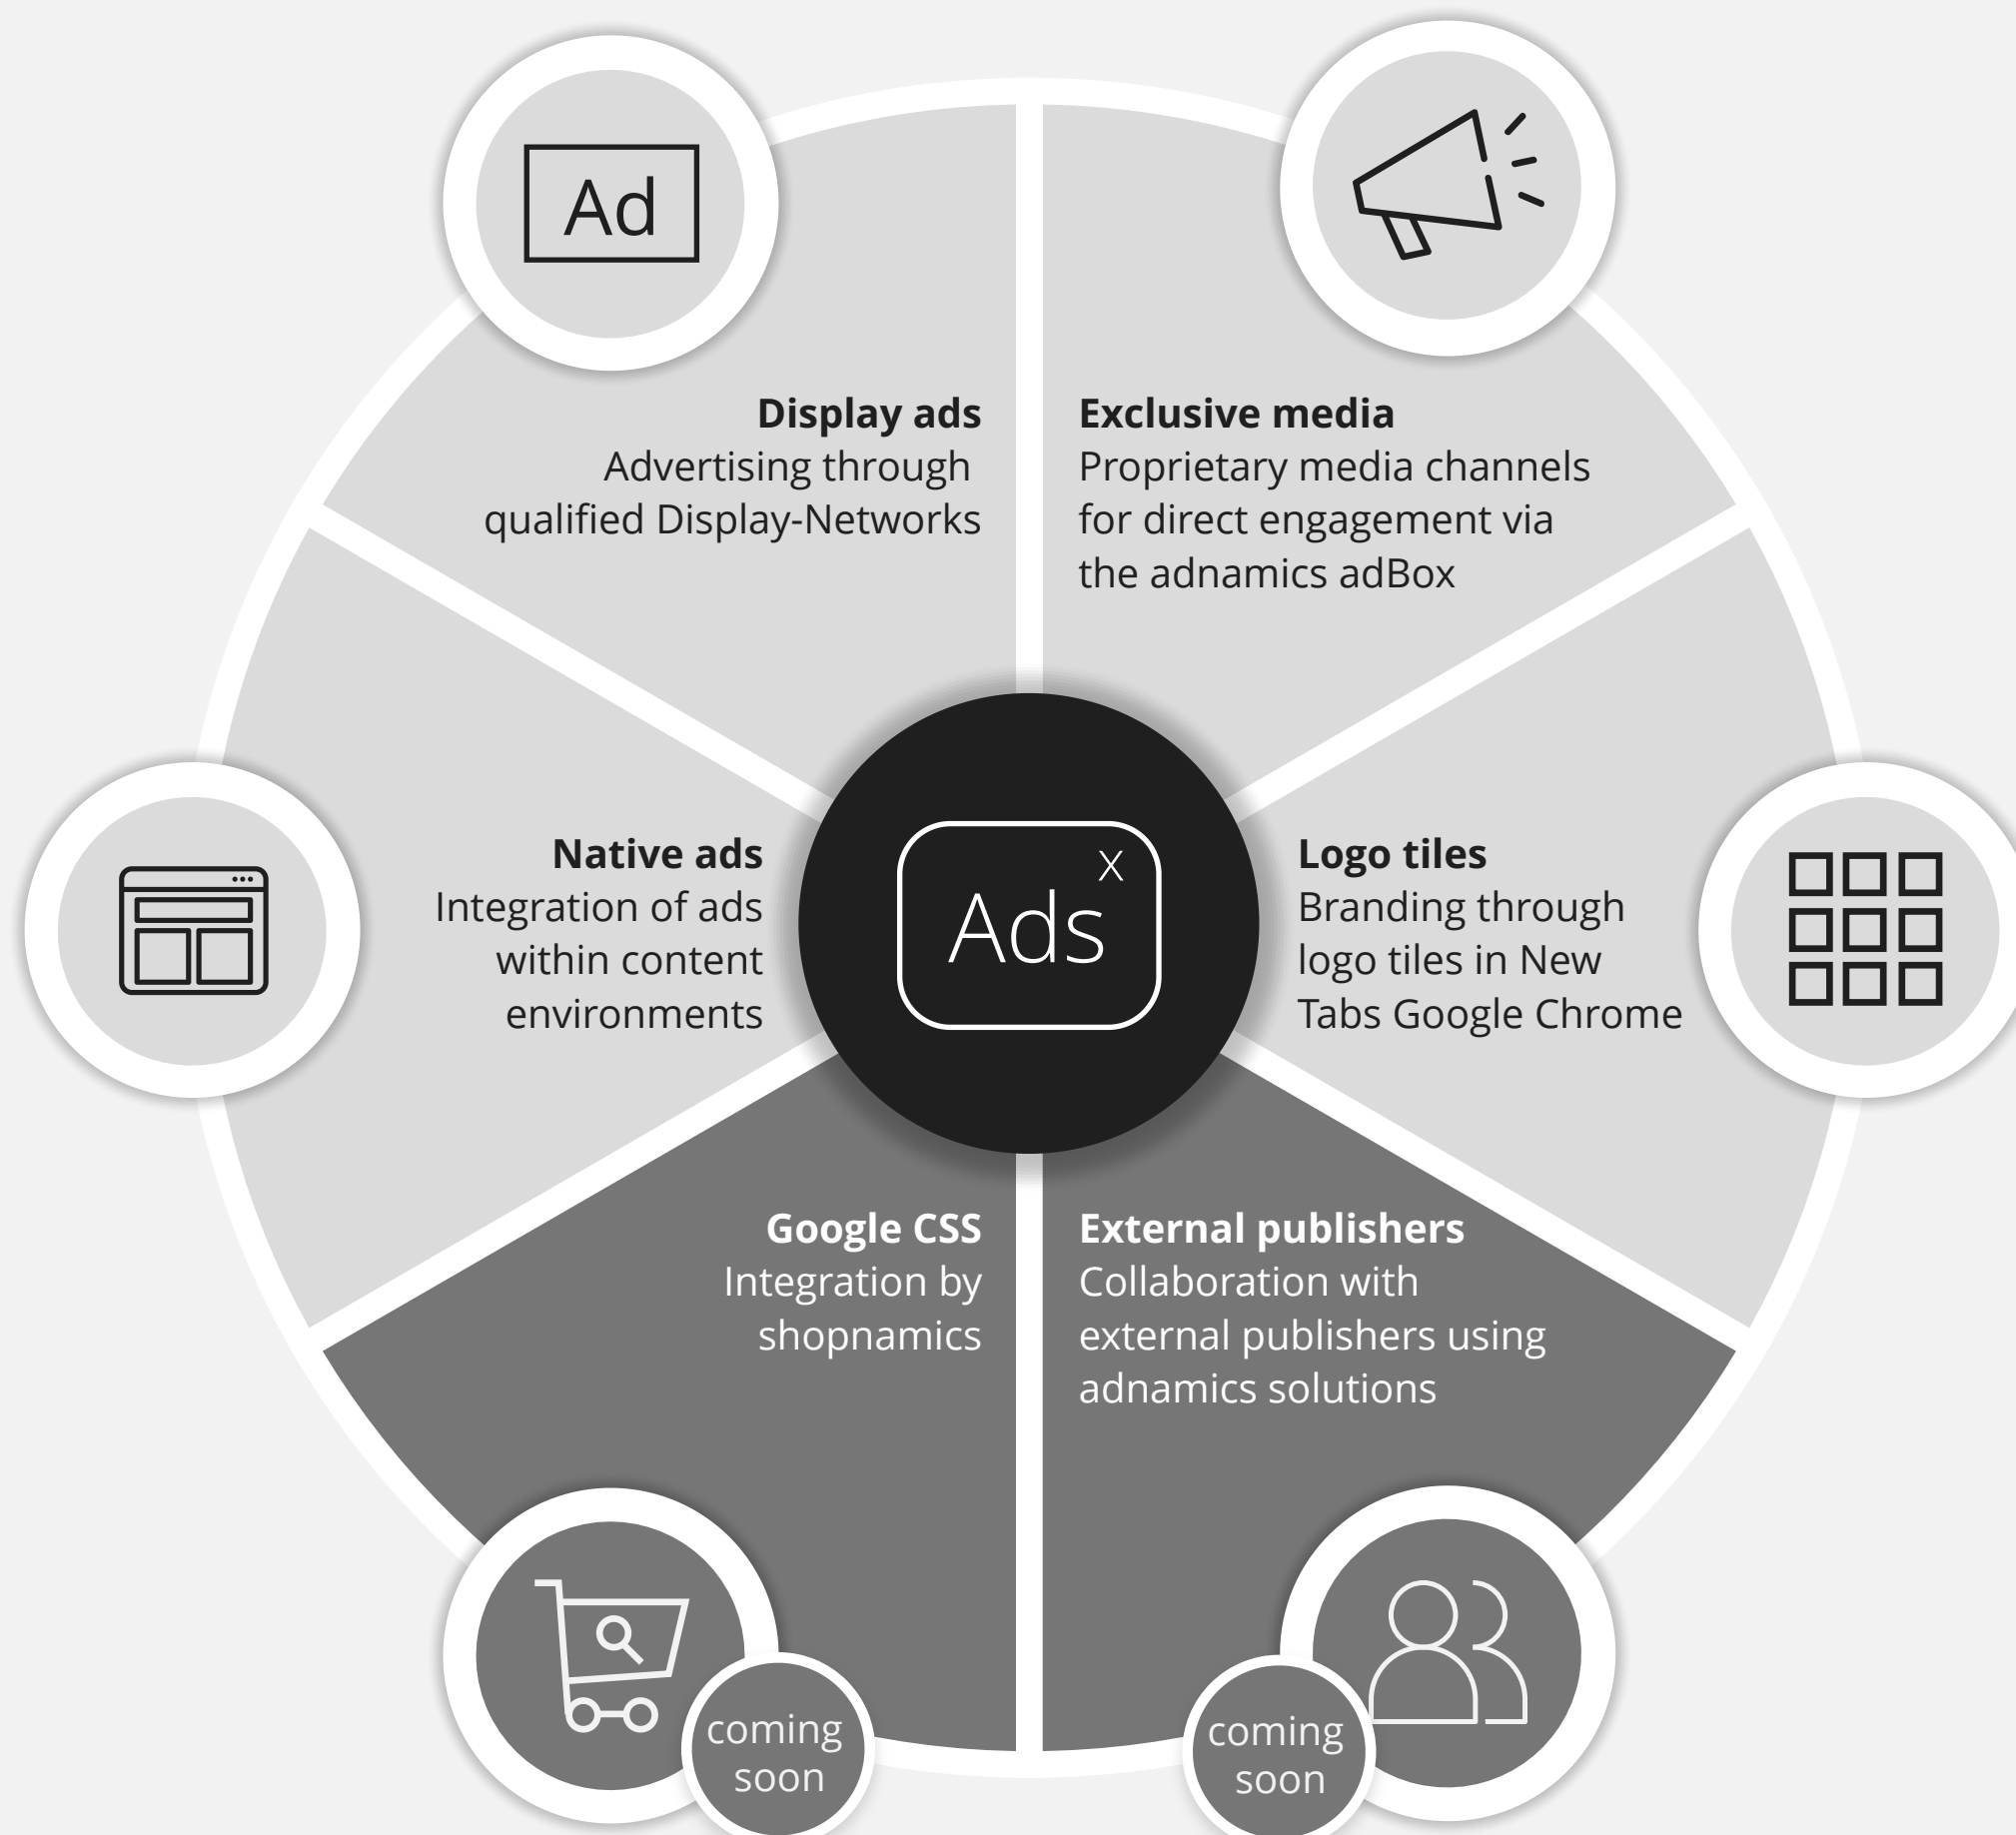 Ad
Display ads
Advertising through
qualified Display-Networks
Exclusive media
Proprietary media channels
for direct engagement via
the adnamics adBox
Native ads
Integration of ads
within content
environments
X
Ads
Logo tiles
Branding through
logo tiles in New
Tabs Google Chrome
Google CSS
Integration by
shopnamics
External publishers
Collaboration with
external publishers using
adnamics solutions
coming
soon
coming
soon